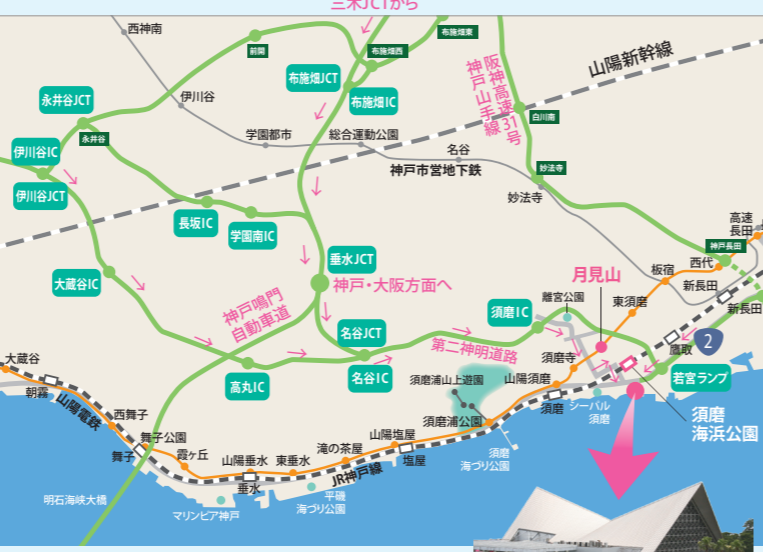 三木JCTから
西神南
前開
布施畑西
布施畑東
山陽新幹線
布施畑JCT
布施畑IC
阪神高速31号
神戸山手線
永井谷JCT
伊川谷
白川南
永井谷
学園都市
総合運動公園
名谷
神戸市営地下鉄
伊川谷IC
伊川谷JCT
妙法寺
妙法寺
長坂IC
学園南IC
高速
長田
神戸長田
垂水JCT
神戸・大阪方面へ
月見山
板宿
西代
新長田
大蔵谷IC
離宮公園
東須磨
新長田
神戸鳴門
自動車道
須磨IC
名谷JCT
第二神明道路
鷹取
2
大蔵谷
朝霧
高丸IC
名谷IC
須磨寺
須磨浦山上遊園
山陽須磨
若宮ランプ
山陽電鉄
西舞子
須磨
シーパル
須磨
須磨
海浜公園
須磨浦公園
舞子公園
舞子
霞ヶ丘
山陽垂水
東垂水
滝の茶屋
山陽塩屋
塩屋
JR神戸線
須磨
海づり公園
垂水
明石海峡大橋
マリンピア神戸
平磯
海づり公園